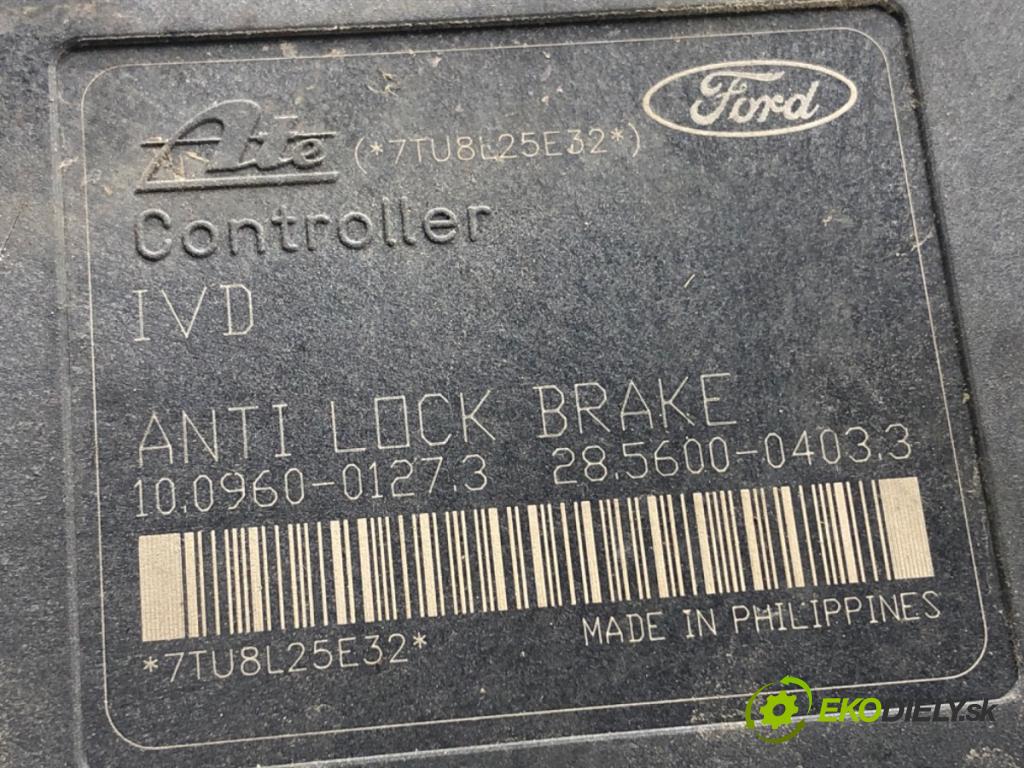 Ate (*7TU8L25E32*) Ford
Controller
IVD
ANTI LOCK BRAKE
10.0960-0127.3 28.5600-0403.3
*7TU8L25E32* MADE IN PHILIPPINES
EKODIELY.sk